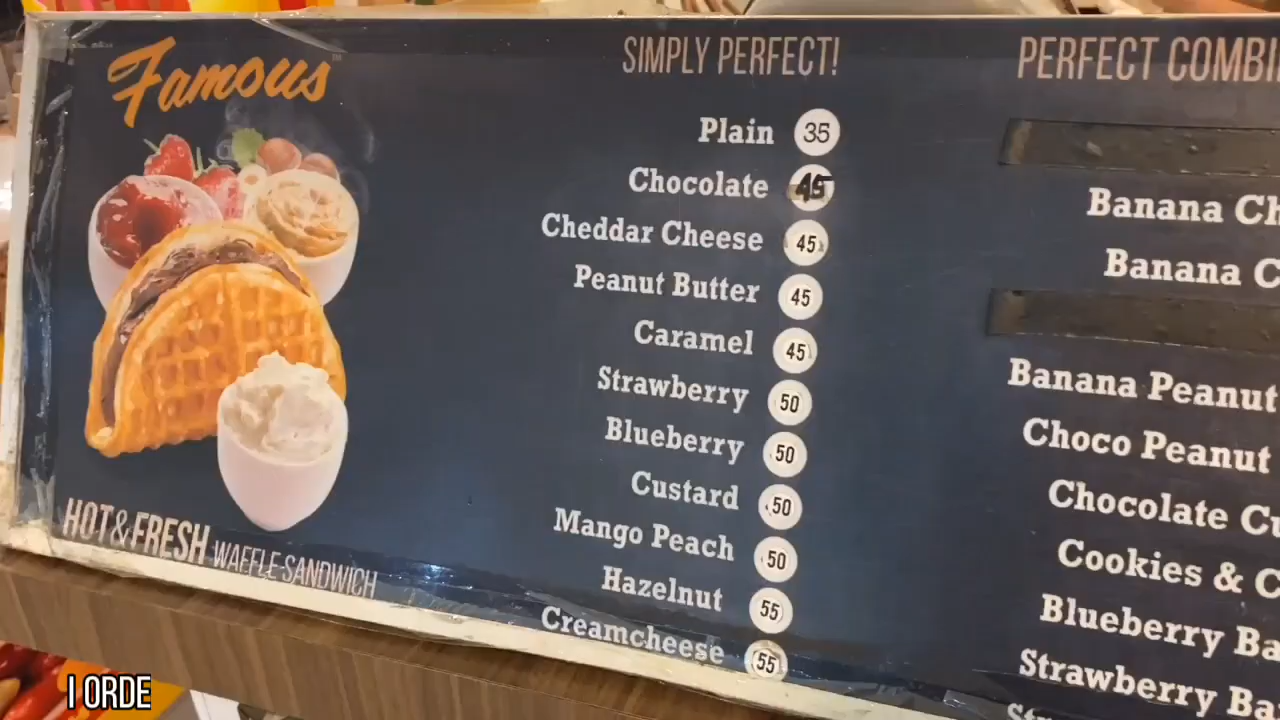 Famous
HOT & FRESH WAFFLE SANDWICH
SIMPLY PERFECT!
Plain 35
Chocolate 45
Cheddar Cheese 45
Peanut Butter 45
Caramel 45
Strawberry 50
Blueberry 50
Custard 50
Mango Peach 50
Hazelnut 55
Creamcheese 55
PERFECT COMBI
Banana Ch
Banana C
Banana Peanut
Choco Peanut
Chocolate Cu
Cookies & C
Blueberry Ba
Strawberry Ba
I ORDE